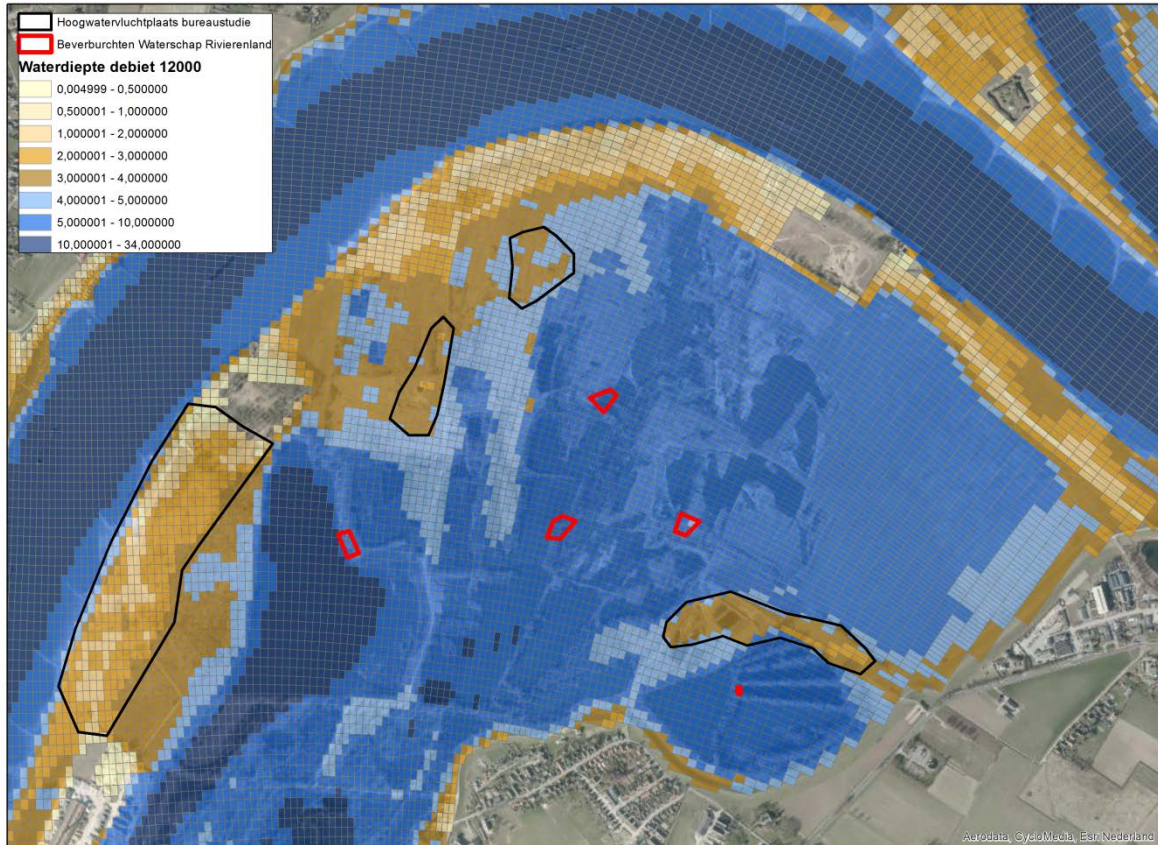 Hoogwatervluchtplaats bureaustudie
Beverburchten Waterschap Rivierenland
Waterdiepte debiet 12000
0,004999 - 0,500000
0,500001 - 1,000000
1,000001 - 2,000000
2,000001 - 3,000000
3,000001 - 4,000000
4,000001 - 5,000000
5,000001 - 10,000000
10,000001 - 34,000000
Aerodata, CycloMedia, Esri Nederland